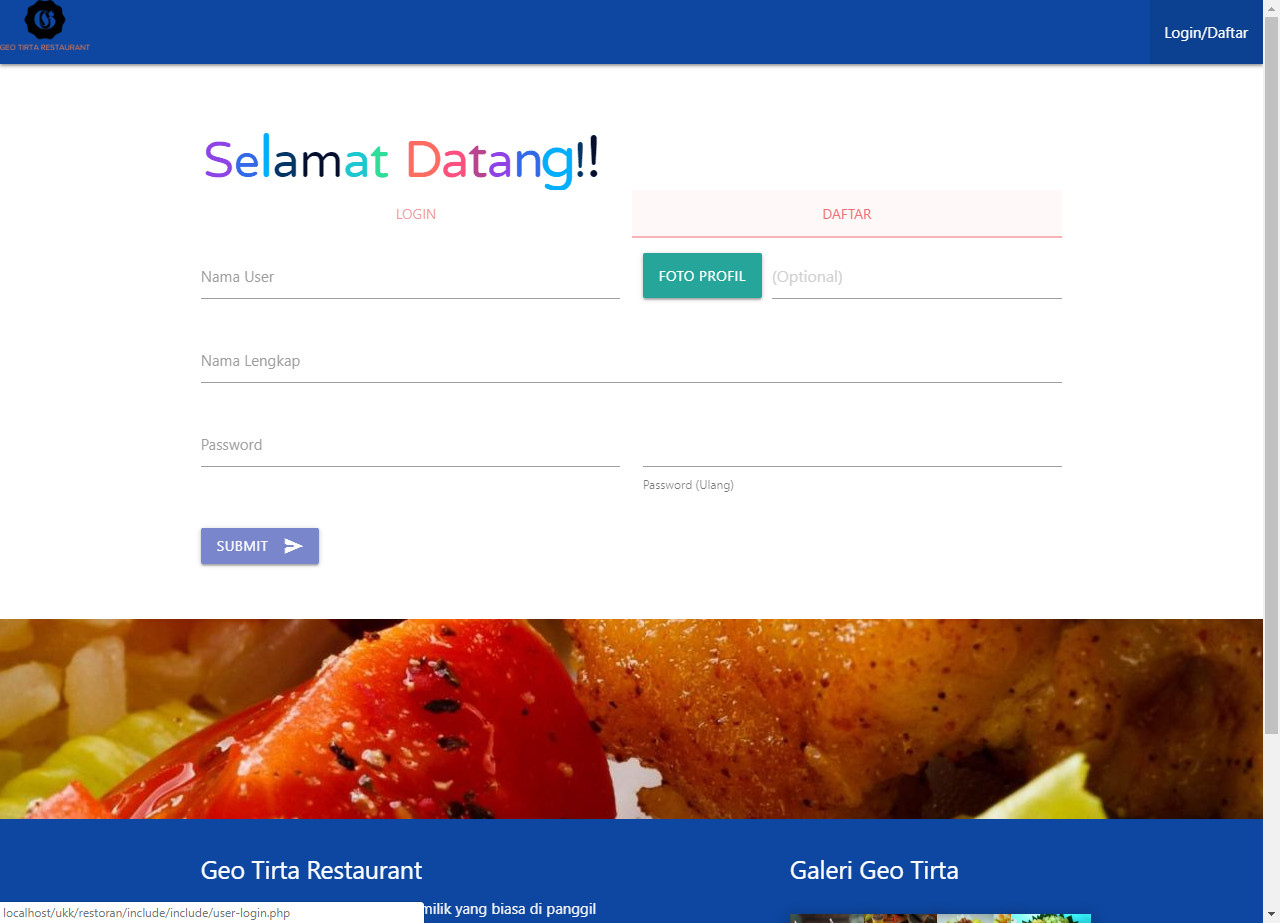 GEO TIRTA RESTAURANT
Login/Daftar
Selamat Datang!!
LOGIN
DAFTAR
Nama User
FOTO PROFIL
(Optional)
Nama Lengkap
Password
Password (Ulang)
SUBMIT
Geo Tirta Restaurant
Galeri Geo Tirta
milik yang biasa di panggil
localhost/ukk/restoran/include/include/user-login.php